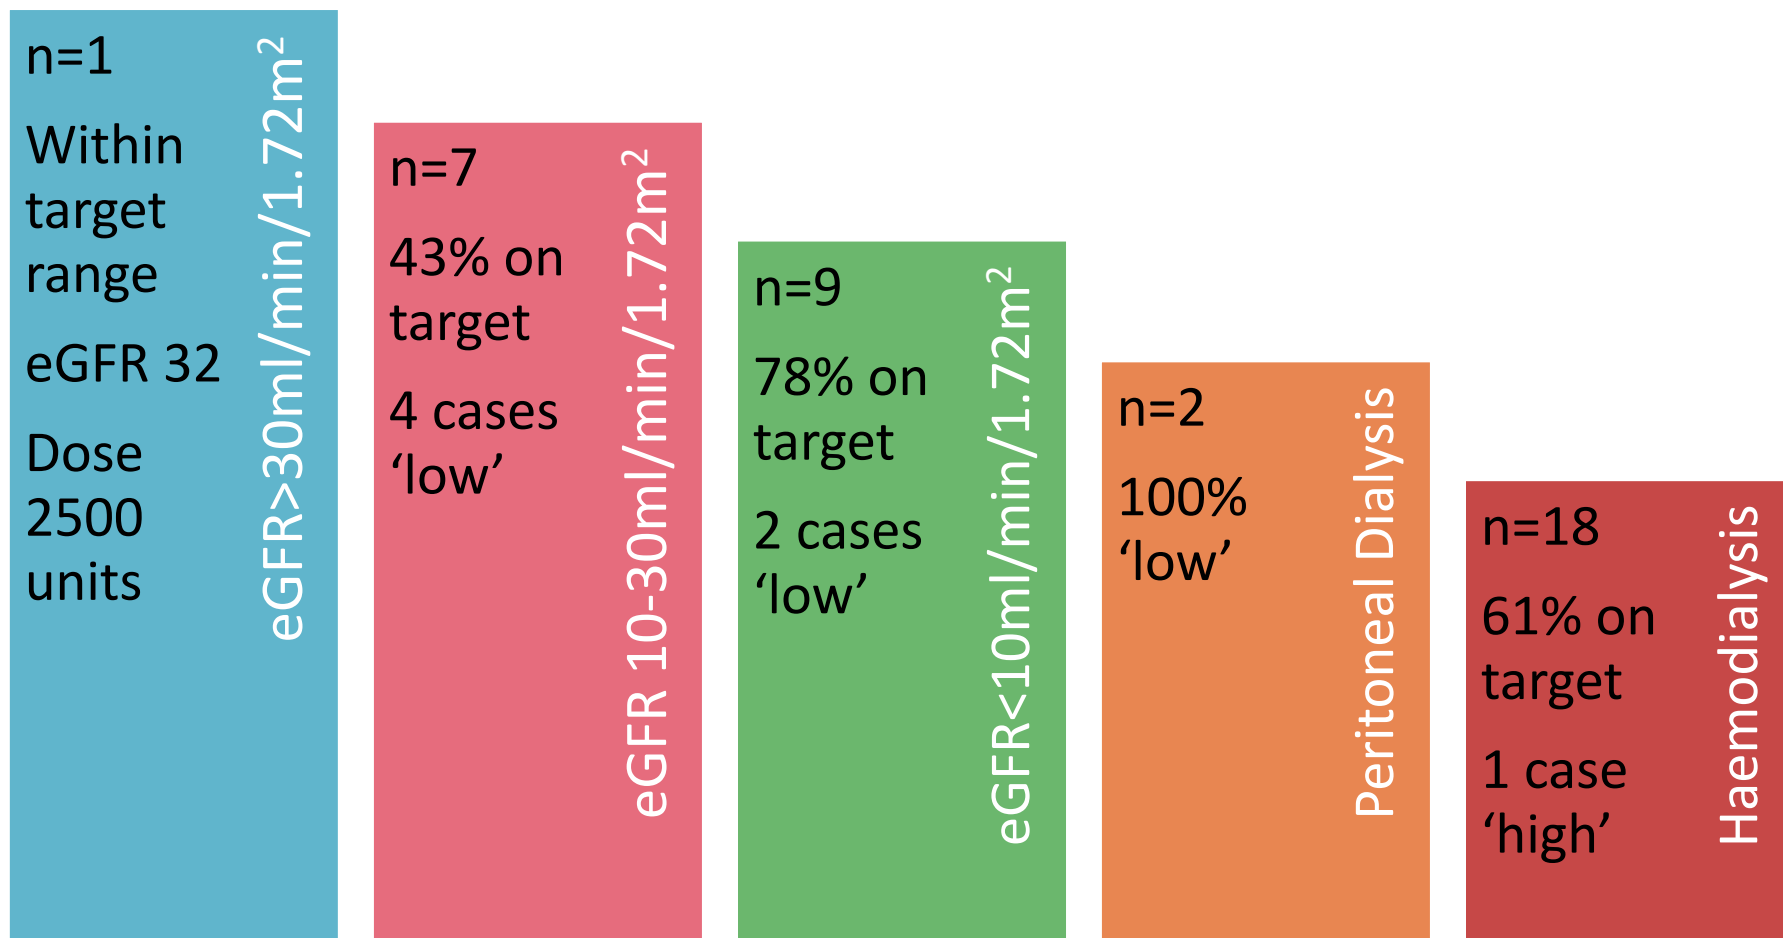 n=1
Within
target
range
eGFR 32
Dose
2500
units
eGFR>30ml/min/1.72m²
n=7
43% on
target
4 cases
‘low’
eGFR 10-30ml/min/1.72m²
n=9
78% on
target
2 cases
‘low’
eGFR<10ml/min/1.72m²
n=2
100%
‘low’
Peritoneal Dialysis
n=18
61% on
target
1 case
‘high’
Haemodialysis